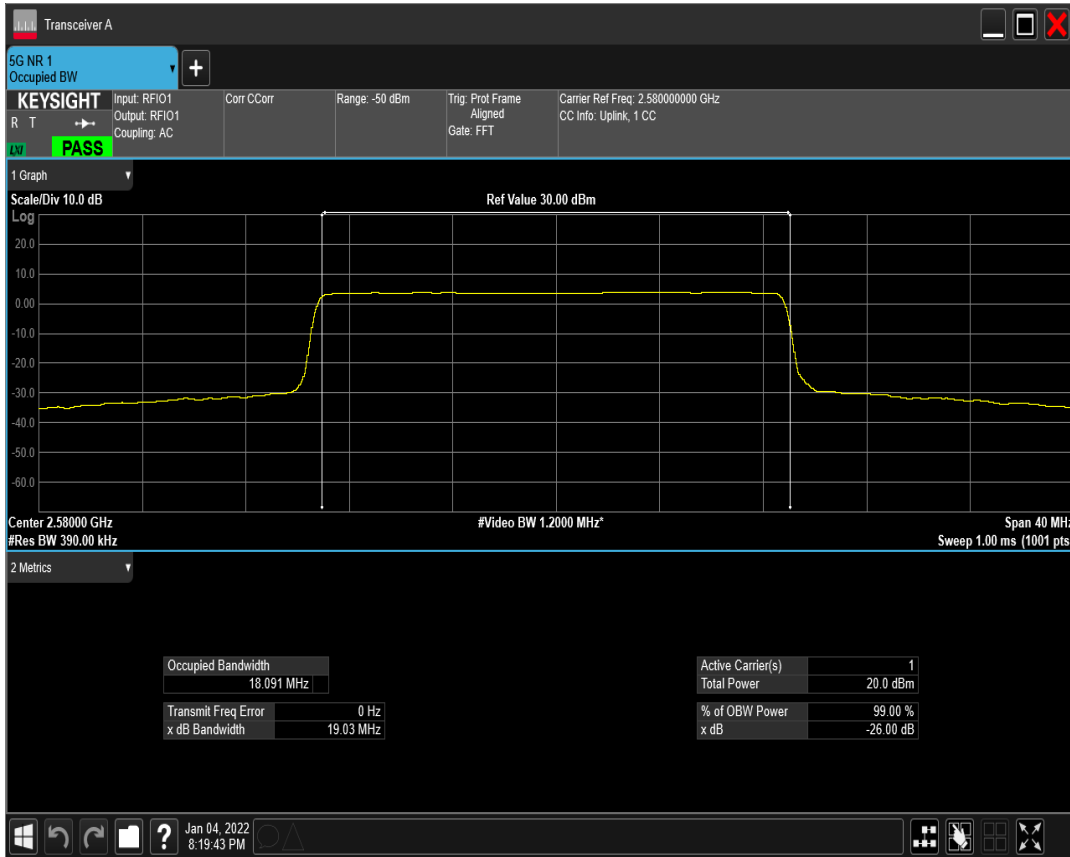 Transceiver A
5G NR 1
Occupied BW
+
KEYSIGHT
R T
LXI
PASS
Input: RFIO1
Output: RFIO1
Coupling: AC
Corr CCorr
Range: -50 dBm
Trig: Prot Frame
Aligned
Gate: FFT
Carrier Ref Freq: 2.580000000 GHz
CC Info: Uplink, 1 CC
1 Graph
Scale/Div 10.0 dB
Ref Value 30.00 dBm
Log
20.0
10.0
0.00
-10.0
-20.0
-30.0
-40.0
-50.0
-60.0
Center 2.58000 GHz
#Video BW 1.2000 MHz*
Span 40 MHz
#Res BW 390.00 kHz
Sweep 1.00 ms (1001 pts
2 Metrics
Occupied Bandwidth
18.091 MHz
Transmit Freq Error 0 Hz
x dB Bandwidth 19.03 MHz
Active Carrier(s) 1
Total Power 20.0 dBm
% of OBW Power 99.00 %
x dB -26.00 dB
?
Jan 04, 2022
8:19:43 PM